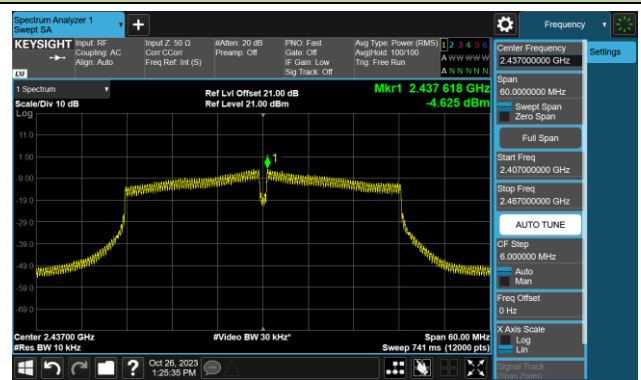 Spectrum Analyzer 1
Swept SA
Frequency
KEYSIGHT
Input: RF
Coupling: AC
Align: Auto
Input Z: 50 Ω
Corr CCorr
Freq Ref: Int (S)
#Atten: 20 dB
Preamp: Off
PNO: Fast
Gate: Off
IF Gain: Low
Sig Track: Off
Avg Type: Power (RMS)
Avg|Hold: 100/100
Trig: Free Run
1 2 3 4 5 6
A W W W W W
A N N N N N
LXI
Center Frequency
2.437000000 GHz
Settings
Span
60.0000000 MHz
Swept Span
Zero Span
Full Span
Start Freq
2.407000000 GHz
Stop Freq
2.467000000 GHz
AUTO TUNE
CF Step
6.000000 MHz
Auto
Man
Freq Offset
0 Hz
X Axis Scale
Log
Lin
Signal Track
(Span Zoom)
1 Spectrum
Scale/Div 10 dB
Log
Ref Lvl Offset 21.00 dB
Ref Level 21.00 dBm
Mkr1 2.437 618 GHz
-4.625 dBm
11.0
1.00
-9.00
-19.0
-29.0
-39.0
-49.0
-59.0
-69.0
1
Center 2.43700 GHz
#Res BW 10 kHz
#Video BW 30 kHz*
Span 60.00 MHz
Sweep 741 ms (12000 pts)
Oct 26, 2023
1:25:35 PM